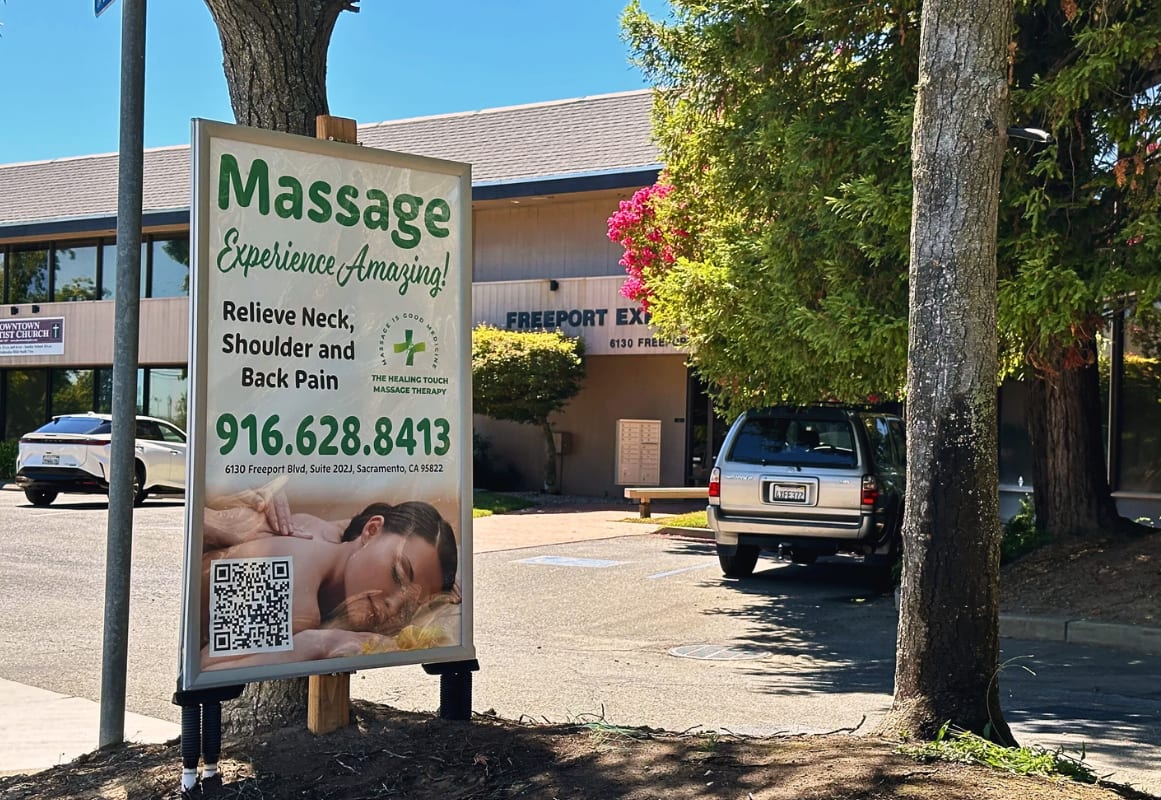 Massage
Experience Amazing!
Relieve Neck,
Shoulder and
Back Pain
MASSAGE IS GOOD MEDICINE
THE HEALING TOUCH
MASSAGE THERAPY
916.628.8413
6130 Freeport Blvd, Suite 202J, Sacramento, CA 95822
OWNTOWN
TIST CHURCH
FREEPORT EX
6130 FREEPOR